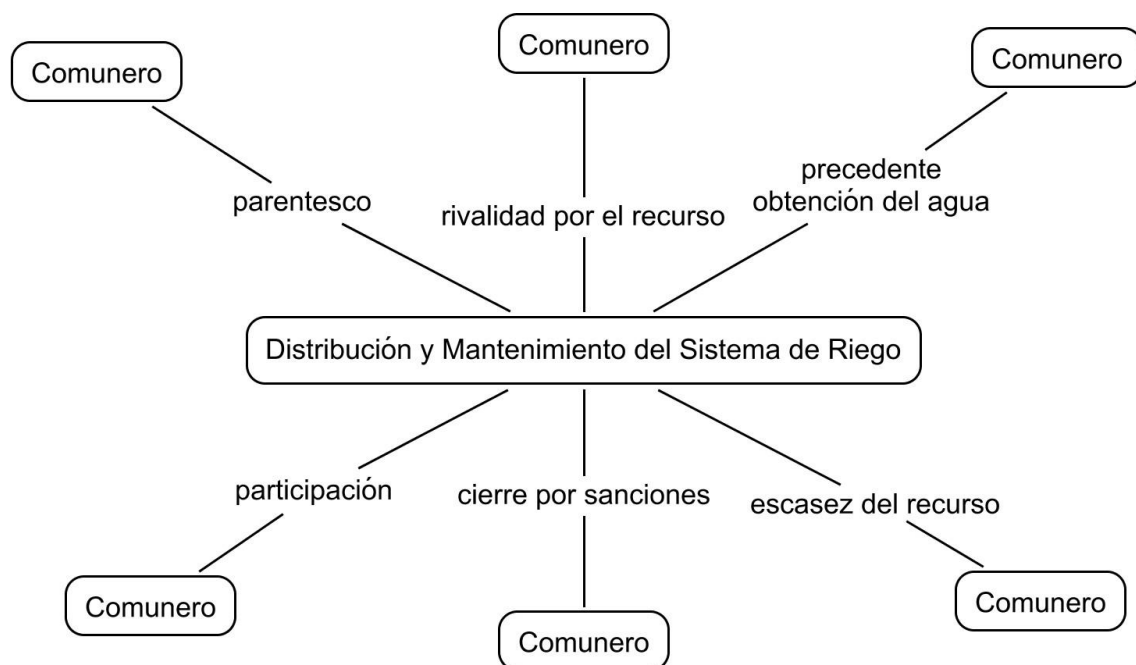 Comunero
Comunero
Comunero
parentesco
rivalidad por el recurso
precedente
obtención del agua
Distribución y Mantenimiento del Sistema de Riego
participación
cierre por sanciones
escasez del recurso
Comunero
Comunero
Comunero